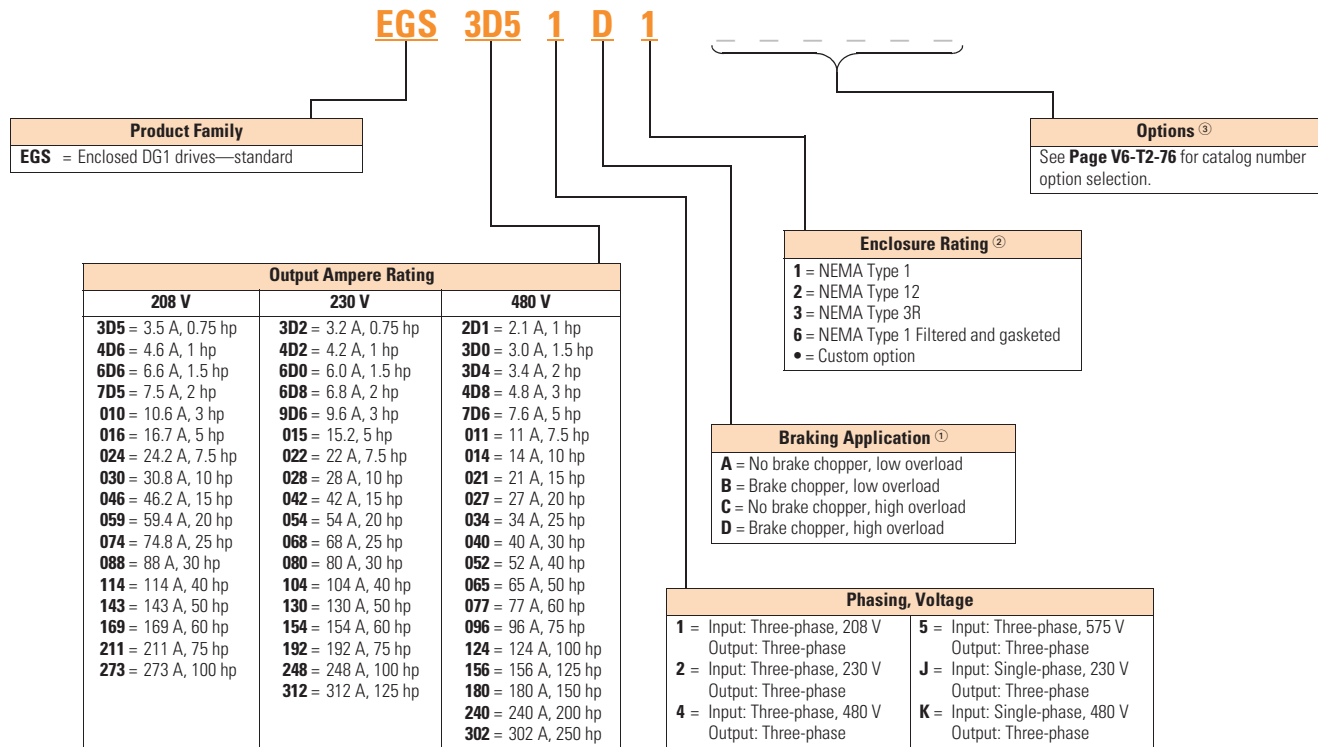 EGS 3D5 1 D 1 _ _ _ _ _ _
Product Family
EGS = Enclosed DG1 drives—standard
Options ③
See Page V6-T2-76 for catalog number
option selection.
Enclosure Rating ②
1 = NEMA Type 1
2 = NEMA Type 12
3 = NEMA Type 3R
6 = NEMA Type 1 Filtered and gasketed
• = Custom option
Output Ampere Rating
208 V 230 V 480 V
3D5 = 3.5 A, 0.75 hp 3D2 = 3.2 A, 0.75 hp 2D1 = 2.1 A, 1 hp
4D6 = 4.6 A, 1 hp 4D2 = 4.2 A, 1 hp 3D0 = 3.0 A, 1.5 hp
6D6 = 6.6 A, 1.5 hp 6D0 = 6.0 A, 1.5 hp 3D4 = 3.4 A, 2 hp
7D5 = 7.5 A, 2 hp 6D8 = 6.8 A, 2 hp 4D8 = 4.8 A, 3 hp
010 = 10.6 A, 3 hp 9D6 = 9.6 A, 3 hp 7D6 = 7.6 A, 5 hp
016 = 16.7 A, 5 hp 015 = 15.2, 5 hp 011 = 11 A, 7.5 hp
024 = 24.2 A, 7.5 hp 022 = 22 A, 7.5 hp 014 = 14 A, 10 hp
030 = 30.8 A, 10 hp 028 = 28 A, 10 hp 021 = 21 A, 15 hp
046 = 46.2 A, 15 hp 042 = 42 A, 15 hp 027 = 27 A, 20 hp
059 = 59.4 A, 20 hp 054 = 54 A, 20 hp 034 = 34 A, 25 hp
074 = 74.8 A, 25 hp 068 = 68 A, 25 hp 040 = 40 A, 30 hp
088 = 88 A, 30 hp 080 = 80 A, 30 hp 052 = 52 A, 40 hp
114 = 114 A, 40 hp 104 = 104 A, 40 hp 065 = 65 A, 50 hp
143 = 143 A, 50 hp 130 = 130 A, 50 hp 077 = 77 A, 60 hp
169 = 169 A, 60 hp 154 = 154 A, 60 hp 096 = 96 A, 75 hp
211 = 211 A, 75 hp 192 = 192 A, 75 hp 124 = 124 A, 100 hp
273 = 273 A, 100 hp 248 = 248 A, 100 hp 156 = 156 A, 125 hp
312 = 312 A, 125 hp 180 = 180 A, 150 hp
240 = 240 A, 200 hp
302 = 302 A, 250 hp
Braking Application ①
A = No brake chopper, low overload
B = Brake chopper, low overload
C = No brake chopper, high overload
D = Brake chopper, high overload
Phasing, Voltage
1 = Input: Three-phase, 208 V
Output: Three-phase
2 = Input: Three-phase, 230 V
Output: Three-phase
4 = Input: Three-phase, 480 V
Output: Three-phase
5 = Input: Three-phase, 575 V
Output: Three-phase
J = Input: Single-phase, 230 V
Output: Three-phase
K = Input: Single-phase, 480 V
Output: Three-phase